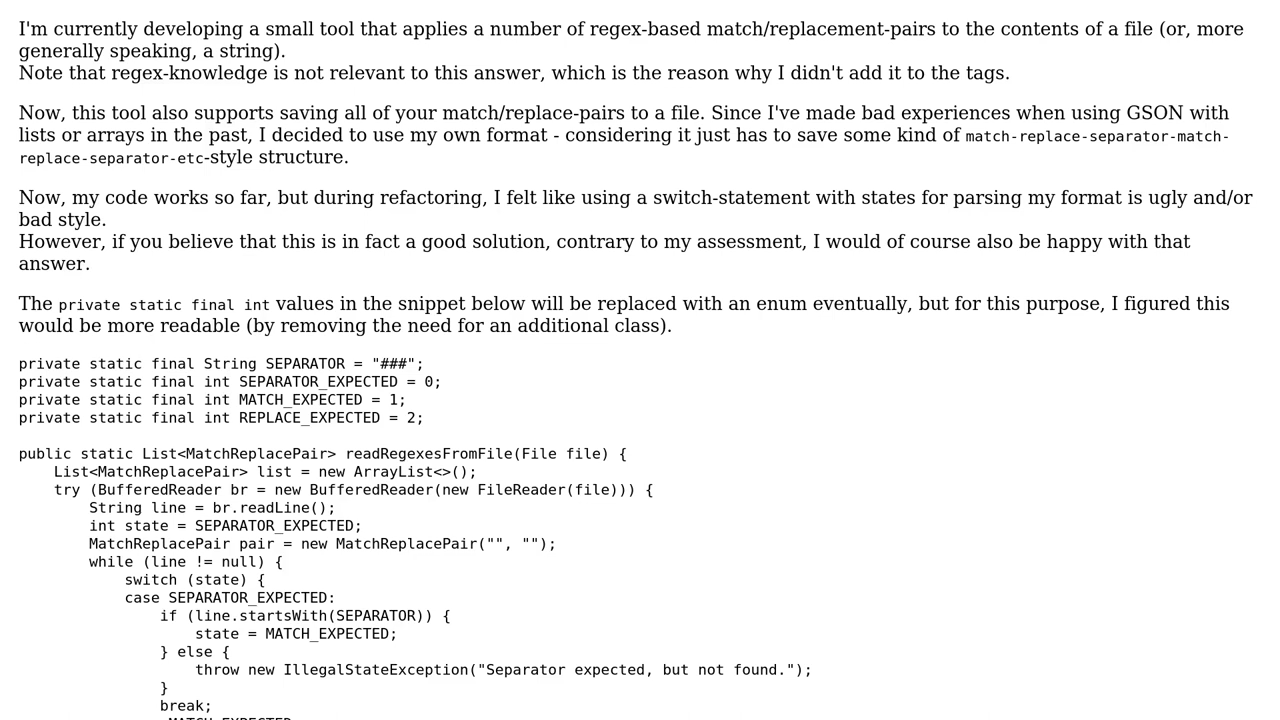 I'm currently developing a small tool that applies a number of regex-based match/replacement-pairs to the contents of a file (or, more
generally speaking, a string).
Note that regex-knowledge is not relevant to this answer, which is the reason why I didn't add it to the tags.
Now, this tool also supports saving all of your match/replace-pairs to a file. Since I've made bad experiences when using GSON with
lists or arrays in the past, I decided to use my own format - considering it just has to save some kind of match-replace-separator-match-
replace-separator-etc-style structure.
Now, my code works so far, but during refactoring, I felt like using a switch-statement with states for parsing my format is ugly and/or
bad style.
However, if you believe that this is in fact a good solution, contrary to my assessment, I would of course also be happy with that
answer.
The private static final int values in the snippet below will be replaced with an enum eventually, but for this purpose, I figured this
would be more readable (by removing the need for an additional class).
private static final String SEPARATOR = "###";
private static final int SEPARATOR_EXPECTED = 0;
private static final int MATCH_EXPECTED = 1;
private static final int REPLACE_EXPECTED = 2;
public static List<MatchReplacePair> readRegexesFromFile(File file) {
    List<MatchReplacePair> list = new ArrayList<>();
    try (BufferedReader br = new BufferedReader(new FileReader(file))) {
        String line = br.readLine();
        int state = SEPARATOR_EXPECTED;
        MatchReplacePair pair = new MatchReplacePair("", "");
        while (line != null) {
            switch (state) {
            case SEPARATOR_EXPECTED:
                if (line.startsWith(SEPARATOR)) {
                    state = MATCH_EXPECTED;
                } else {
                    throw new IllegalStateException("Separator expected, but not found.");
                }
                break;